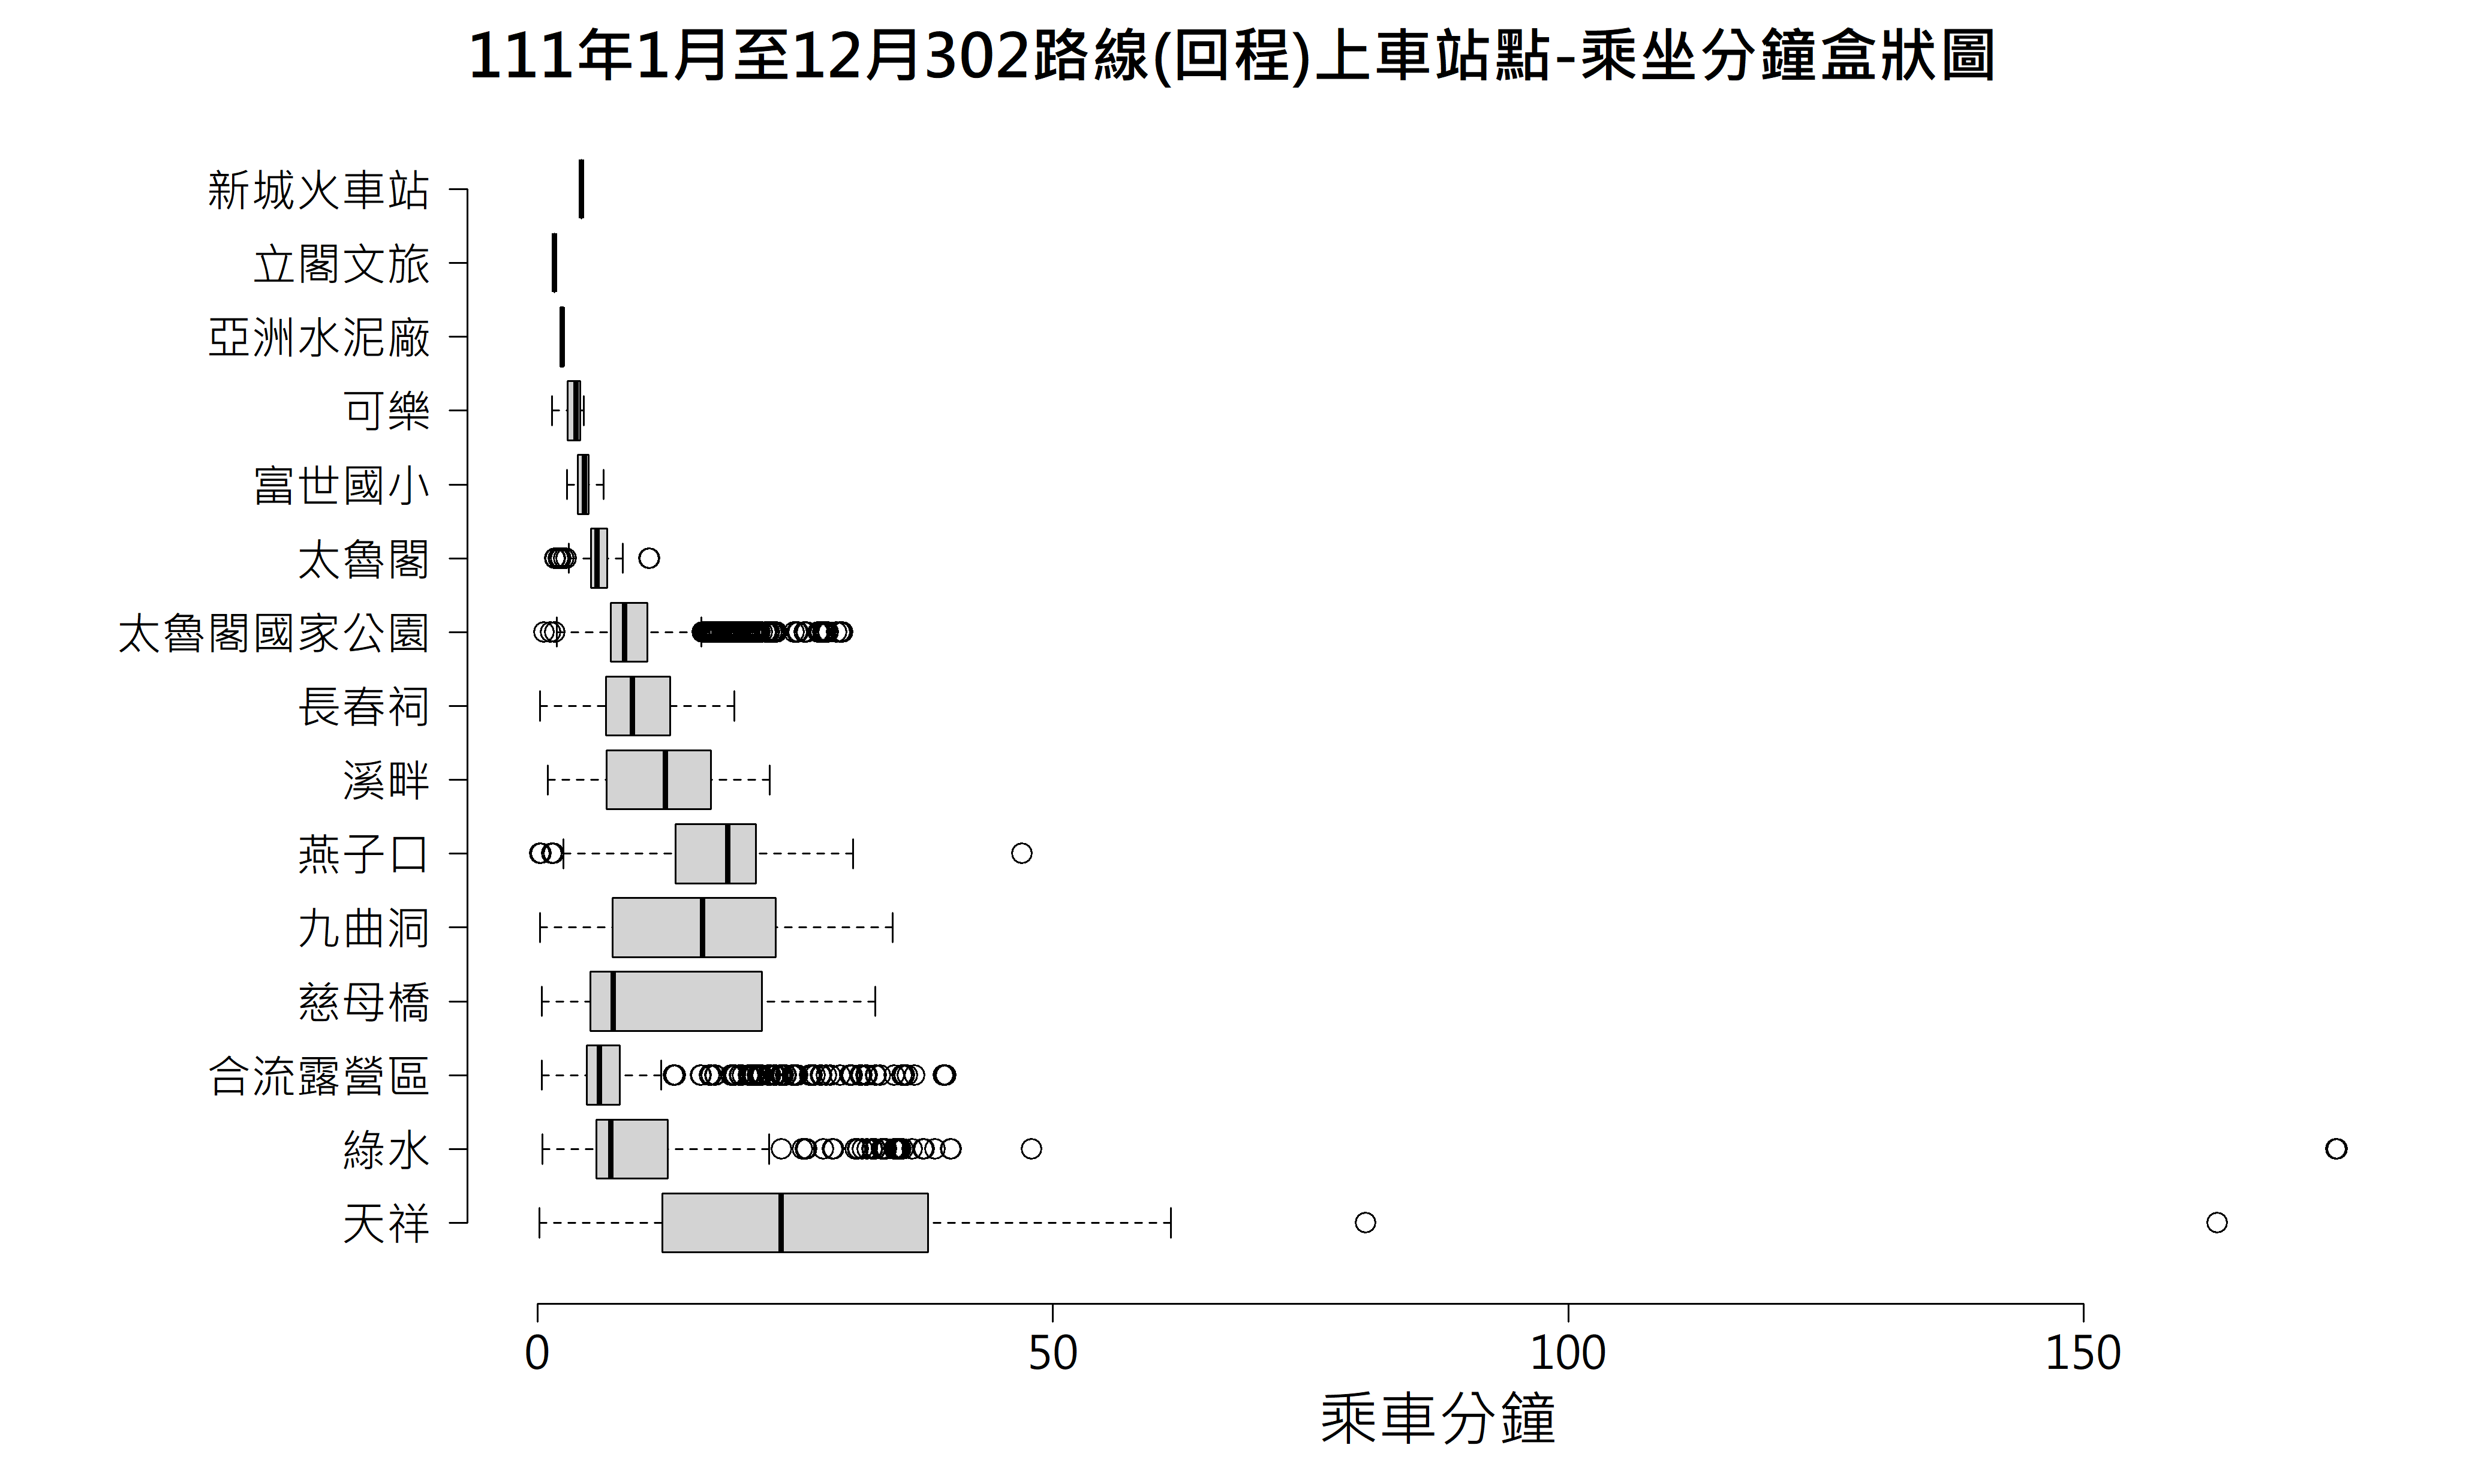 111年1月至12月302路線(回程)上車站點-乘坐分鐘盒狀圖
新城火車站
立閣文旅
亞洲水泥廠
可樂
富世國小
太魯閣
太魯閣國家公園
長春祠
溪畔
燕子口
九曲洞
慈母橋
合流露營區
綠水
天祥
0 50 100 150
乘車分鐘